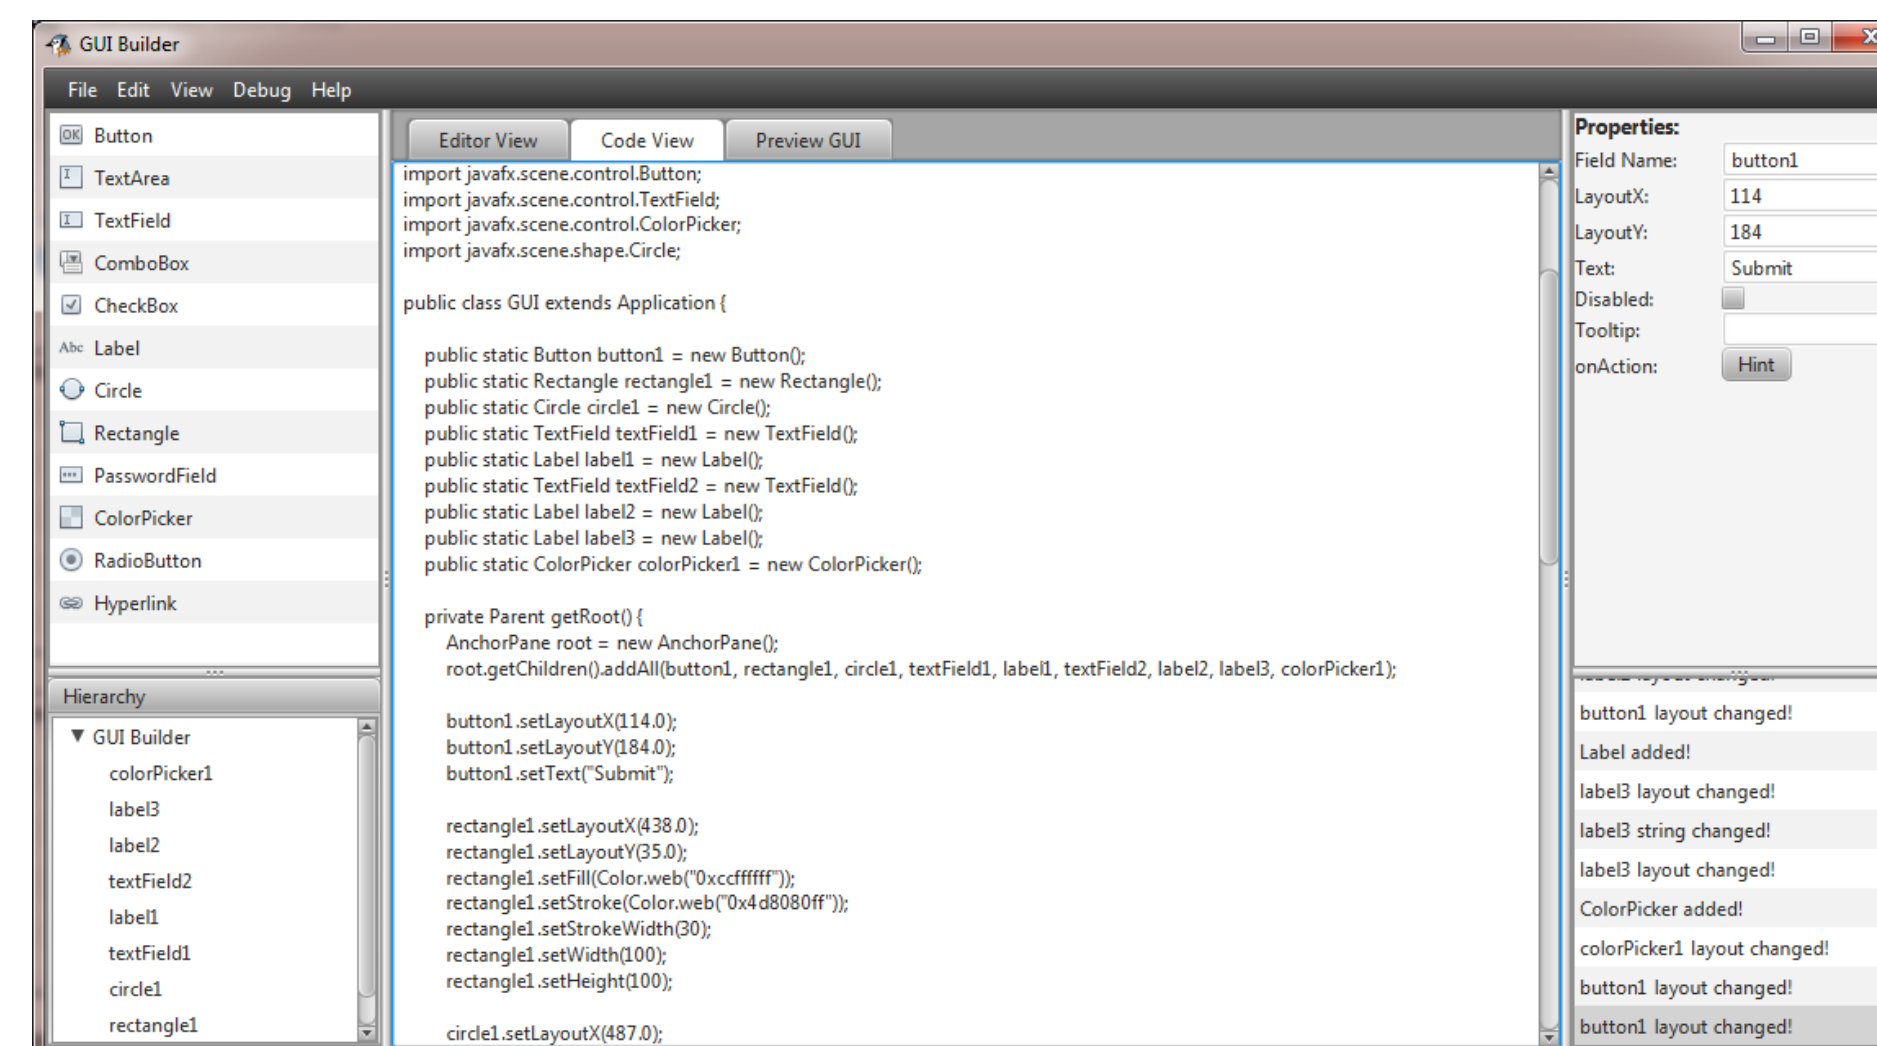 GUI Builder
File Edit View Debug Help
OK Button
TextArea
TextField
ComboBox
CheckBox
Abc Label
Circle
Rectangle
PasswordField
ColorPicker
RadioButton
Hyperlink
Hierarchy
GUI Builder
colorPicker1
label3
label2
textField2
label1
textField1
circle1
rectangle1
Editor View Code View Preview GUI
import javafx.scene.control.Button;
import javafx.scene.control.TextField;
import javafx.scene.control.ColorPicker;
import javafx.scene.shape.Circle;
public class GUI extends Application {
public static Button button1 = new Button();
public static Rectangle rectangle1 = new Rectangle();
public static Circle circle1 = new Circle();
public static TextField textField1 = new TextField();
public static Label label1 = new Label();
public static TextField textField2 = new TextField();
public static Label label2 = new Label();
public static Label label3 = new Label();
public static ColorPicker colorPicker1 = new ColorPicker();
private Parent getRoot() {
AnchorPane root = new AnchorPane();
root.getChildren().addAll(button1, rectangle1, circle1, textField1, label1, textField2, label2, label3, colorPicker1);
button1.setLayoutX(114.0);
button1.setLayoutY(184.0);
button1.setText("Submit");
rectangle1.setLayoutX(438.0);
rectangle1.setLayoutY(35.0);
rectangle1.setFill(Color.web("0xccffffff"));
rectangle1.setStroke(Color.web("0x4d8080ff"));
rectangle1.setStrokeWidth(30);
rectangle1.setWidth(100);
rectangle1.setHeight(100);
circle1.setLayoutX(487.0);
Properties:
Field Name: button1
LayoutX: 114
LayoutY: 184
Text: Submit
Disabled:
Tooltip:
onAction: Hint
label2 layout changed!
button1 layout changed!
Label added!
label3 layout changed!
label3 string changed!
label3 layout changed!
ColorPicker added!
colorPicker1 layout changed!
button1 layout changed!
button1 layout changed!